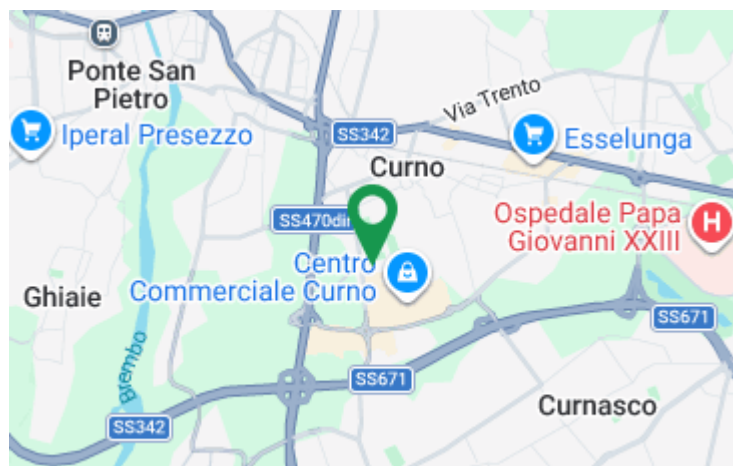 Ponte San
Pietro
Iperal Presezzo
Via Trento
SS342
Esselunga
Curno
SS470dir
Ospedale Papa
Giovanni XXIII
H
Centro
Commerciale Curno
Ghiaie
SS671
Brembo
SS671
Curnasco
SS342